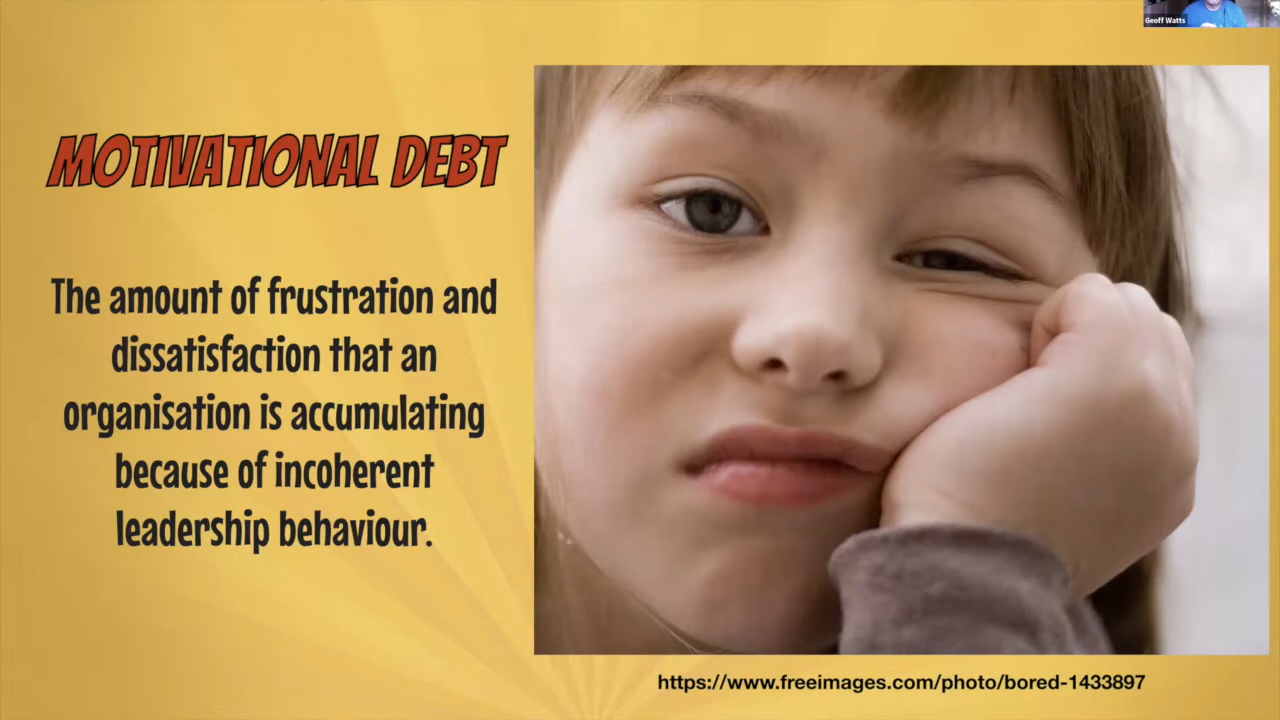 Geoff Watts
MOTIVATIONAL DEBT
The amount of frustration and
dissatisfaction that an
organisation is accumulating
because of incoherent
leadership behaviour.
https://www.freeimages.com/photo/bored-1433897